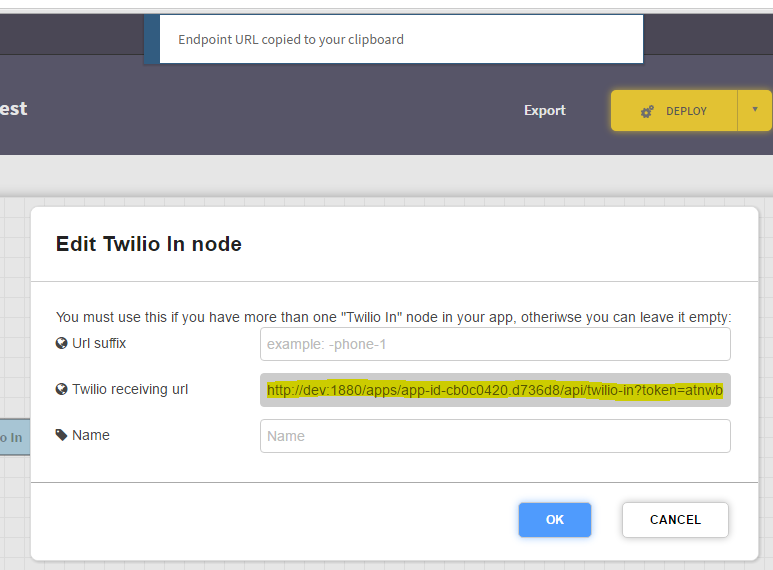 Endpoint URL copied to your clipboard
est
Export
DEPLOY
Edit Twilio In node
You must use this if you have more than one "Twilio In" node in your app, otheriwse you can leave it empty:
Url suffix
example: -phone-1
Twilio receiving url
http://dev:1880/apps/app-id-cb0c0420.d736d8/api/twilio-in?token=atnwb
o In
Name
Name
OK
CANCEL